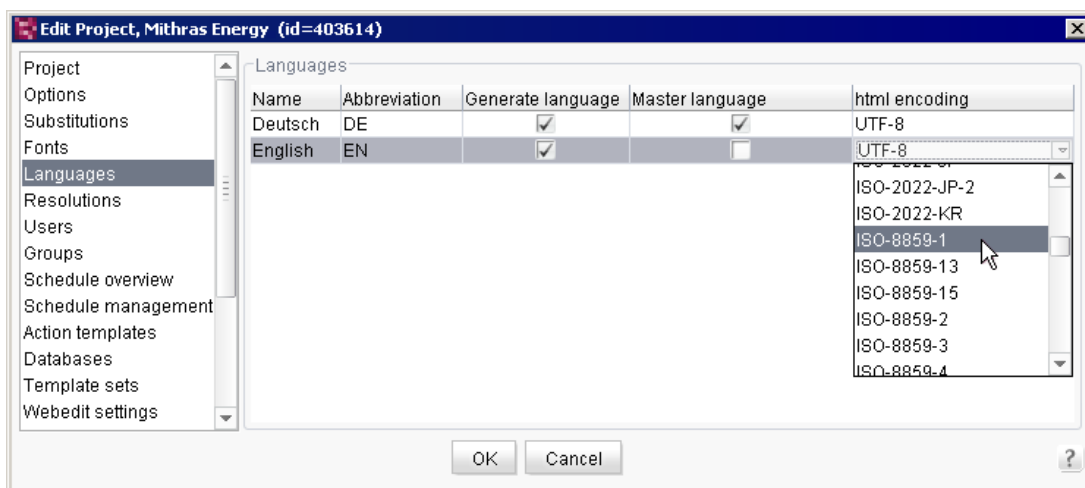 Edit Project, Mithras Energy (id=403614)
Project
Options
Substitutions
Fonts
Languages
Resolutions
Users
Groups
Schedule overview
Schedule management
Action templates
Databases
Template sets
Webedit settings
Languages
Name Abbreviation Generate language Master language html encoding
Deutsch DE UTF-8
English EN UTF-8
ISO-2022-JP-2
ISO-2022-KR
ISO-8859-1
ISO-8859-13
ISO-8859-15
ISO-8859-2
ISO-8859-3
ISO-8859-4
OK Cancel ?